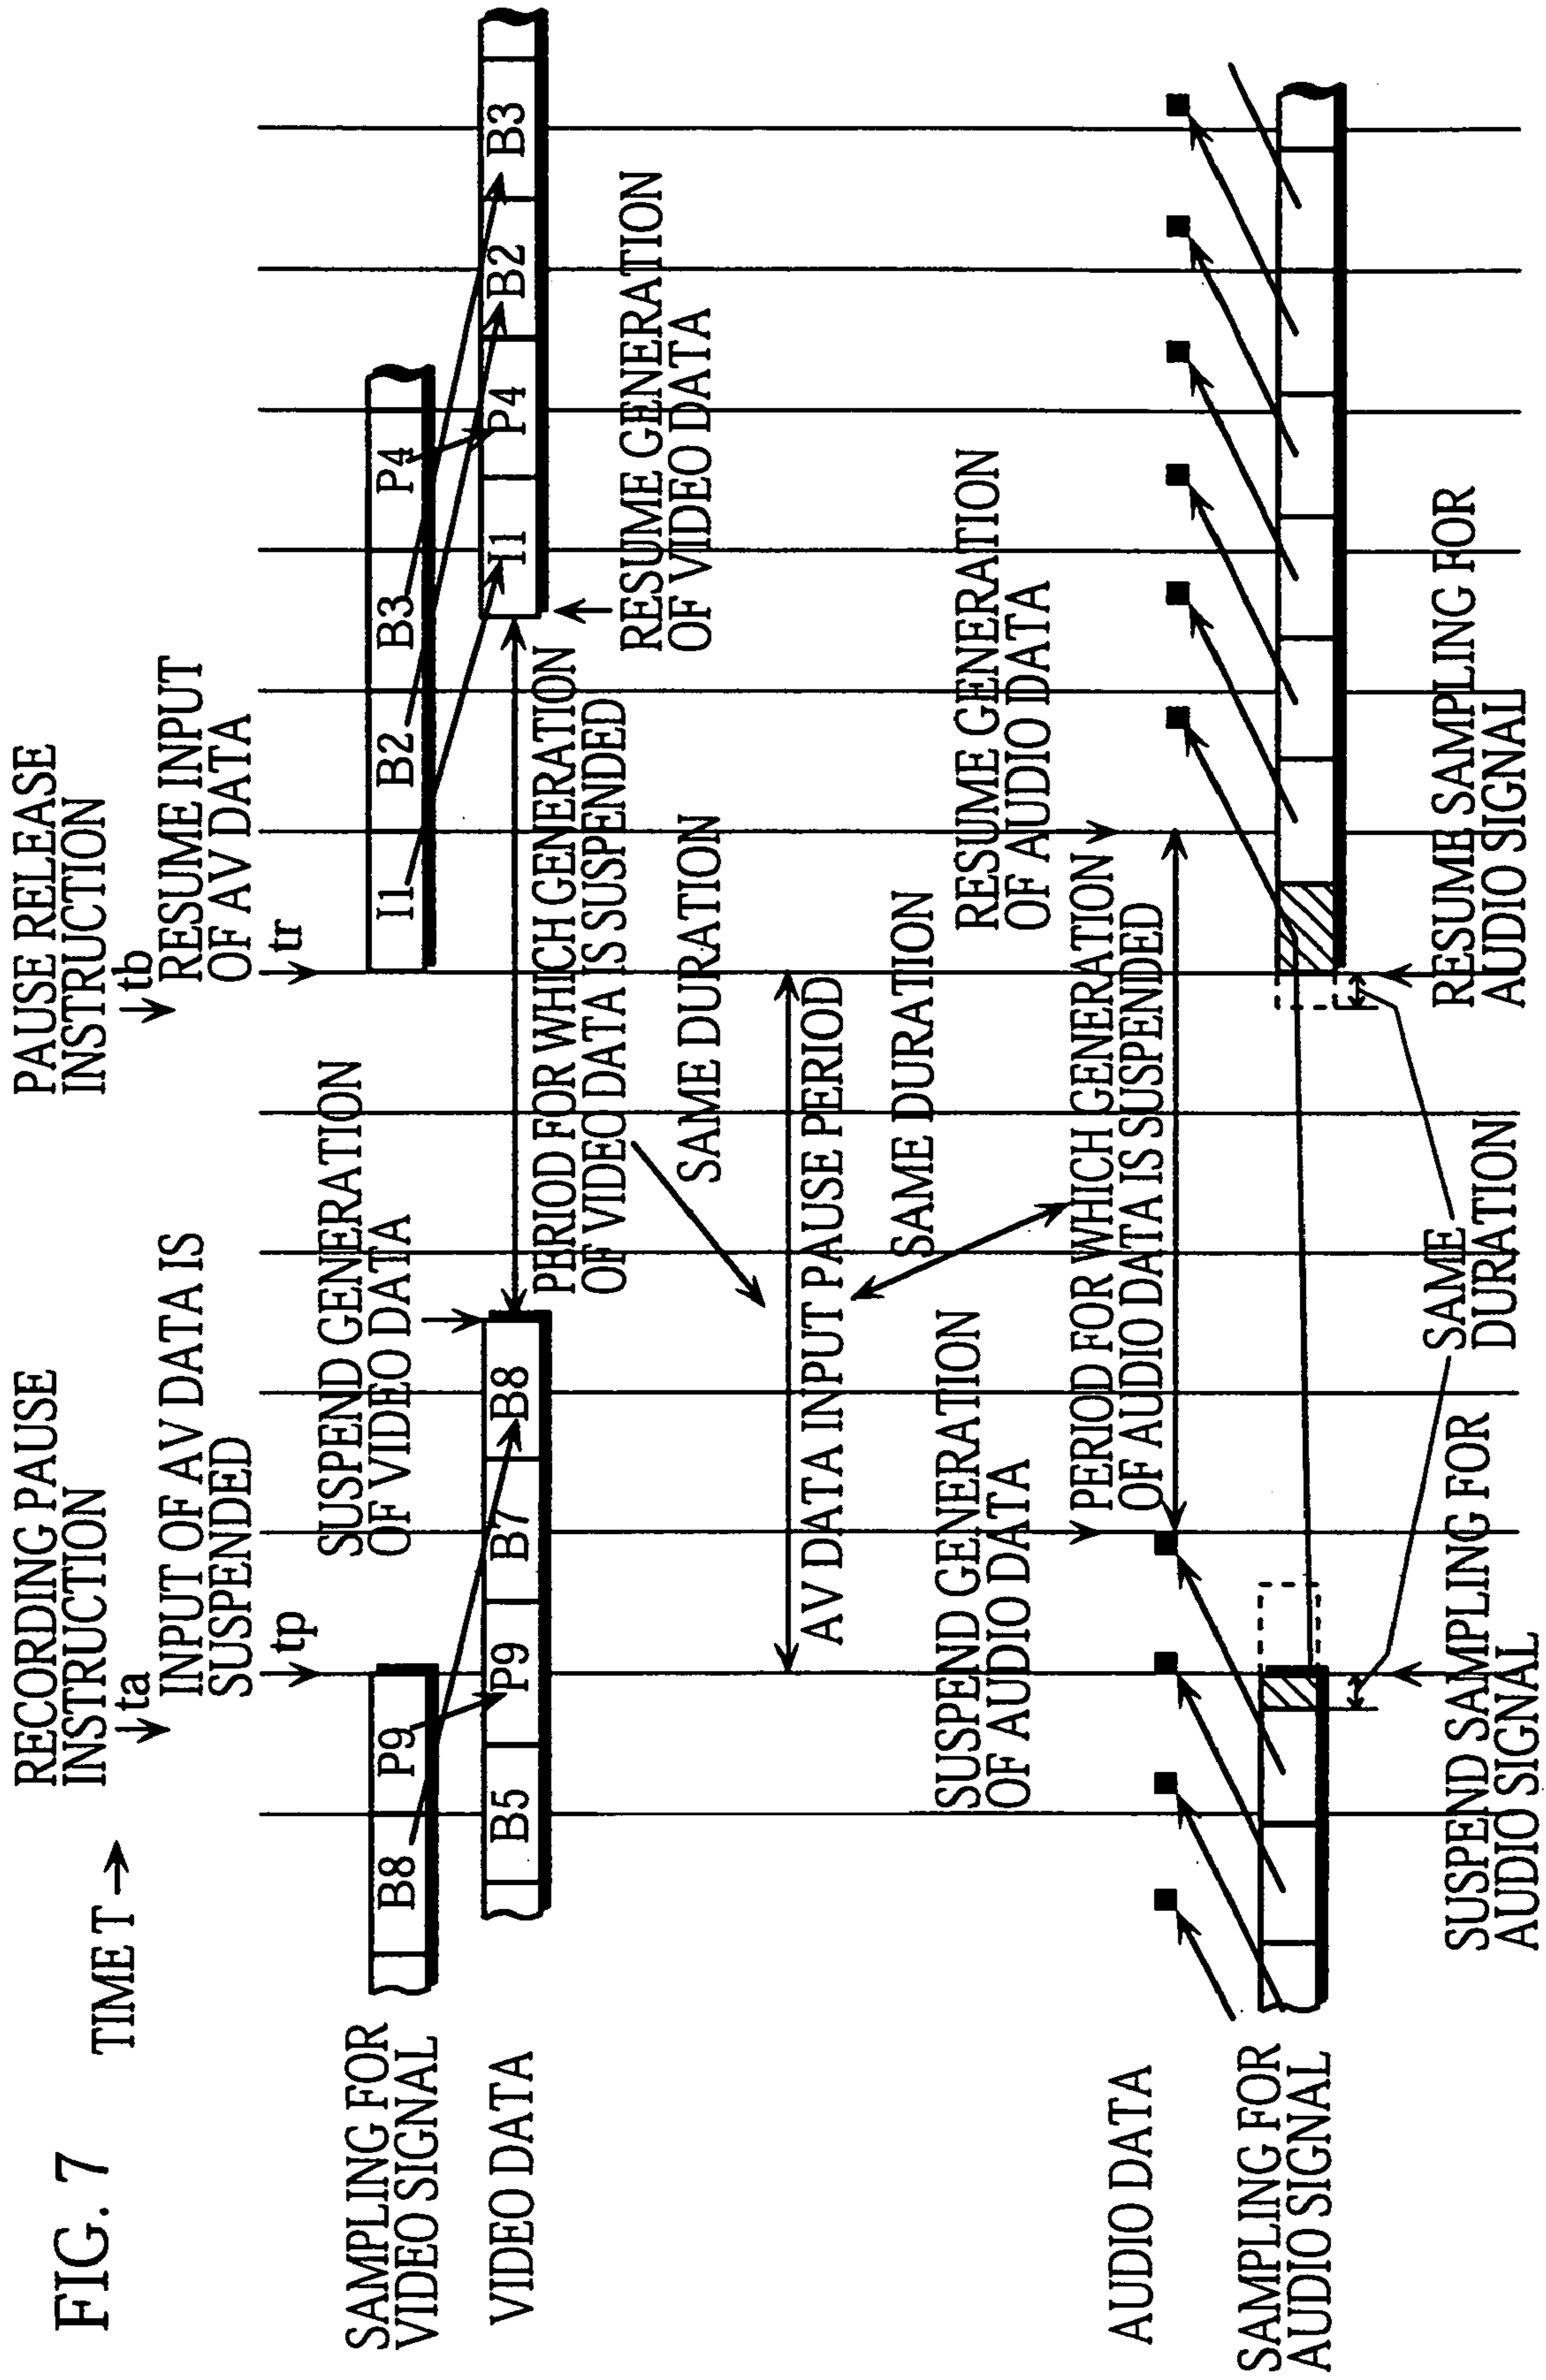 FIG. 7
TIME T
RECORDING PAUSE
INSTRUCTION
ta
INPUT OF AV DATA IS
SUSPENDED
tp
PAUSE RELEASE
INSTRUCTION
tb
RESUME INPUT
OF AV DATA
tr
SAMPLING FOR
VIDEO SIGNAL
B8
P9
SUSPEND GENERATION
OF VIDEO DATA
I1
B2
B3
P4
VIDEO DATA
B5
P9
B7
B8
PERIOD FOR WHICH GENERATION
OF VIDEO DATA IS SUSPENDED
I1
P4
B2
B3
RESUME GENERATION
OF VIDEO DATA
SAME DURATION
AV DATA INPUT PAUSE PERIOD
SAME DURATION
SUSPEND GENERATION
OF AUDIO DATA
RESUME GENERATION
OF AUDIO DATA
PERIOD FOR WHICH GENERATION
OF AUDIO DATA IS SUSPENDED
AUDIO DATA
SAMPLING FOR
AUDIO SIGNAL
SAME
DURATION
SUSPEND SAMPLING FOR
AUDIO SIGNAL
RESUME SAMPLING FOR
AUDIO SIGNAL